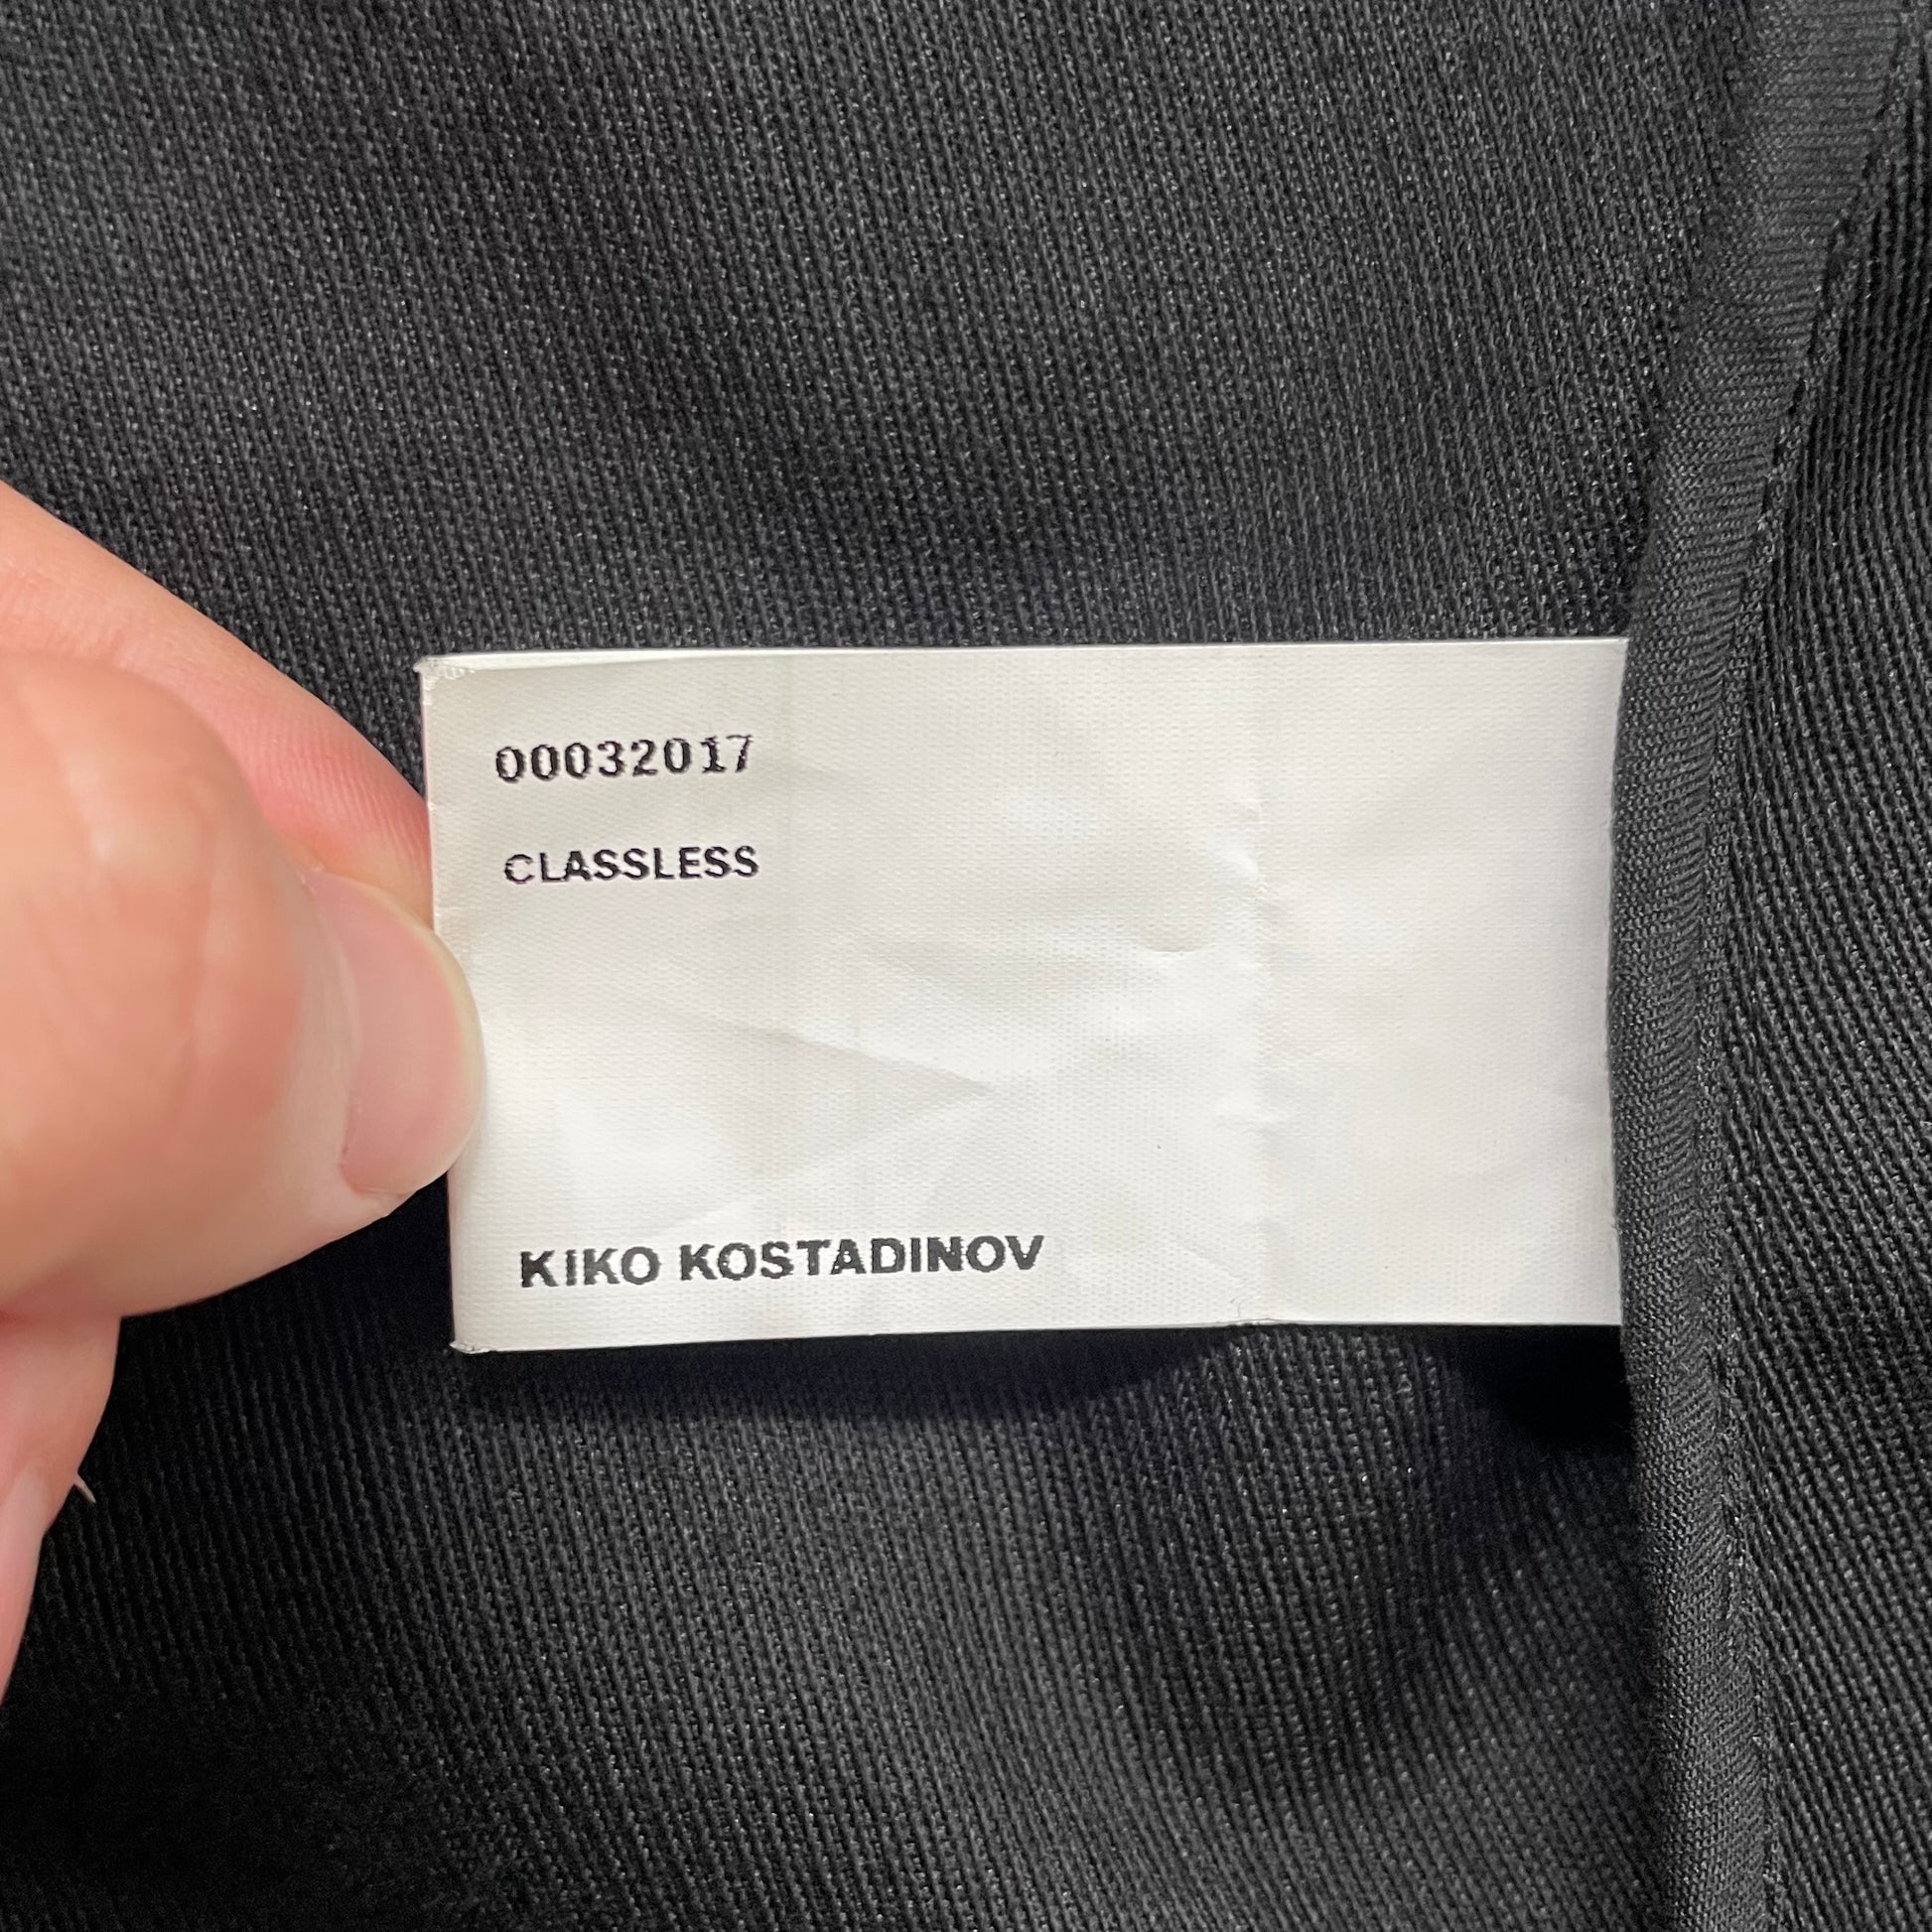 00032017
CLASSLESS
KIKO KOSTADINOV